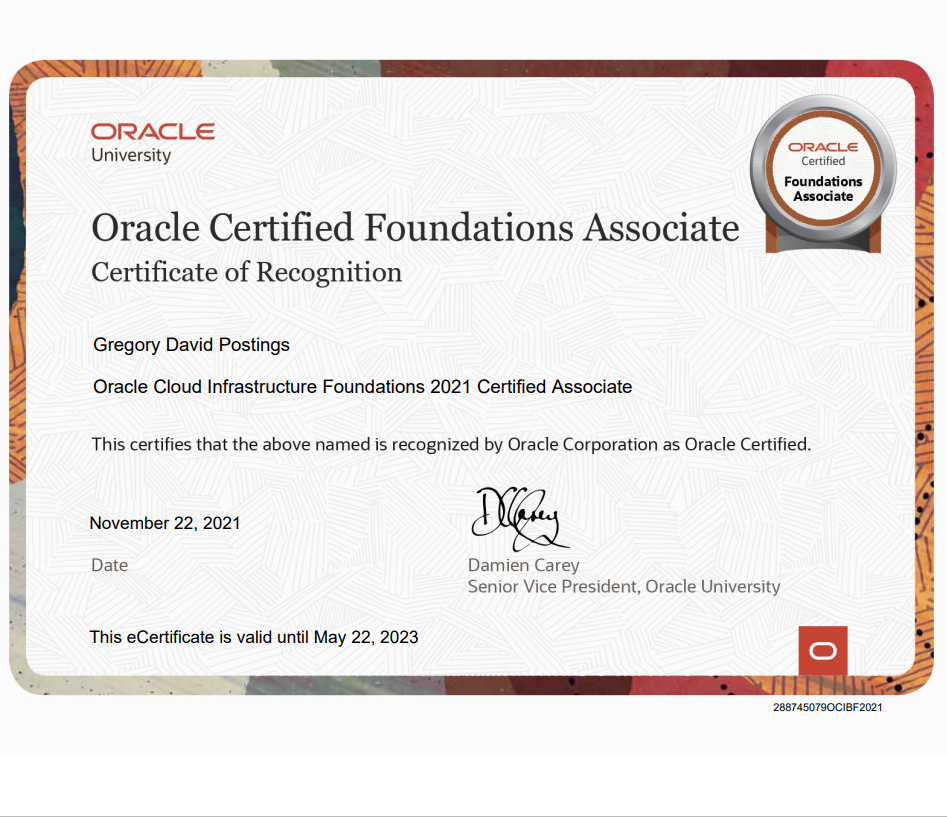 ORACLE
University
ORACLE
Certified
Foundations
Associate
Oracle Certified Foundations Associate
Certificate of Recognition
Gregory David Postings
Oracle Cloud Infrastructure Foundations 2021 Certified Associate
This certifies that the above named is recognized by Oracle Corporation as Oracle Certified.
DCCarey
November 22, 2021
Date
Damien Carey
Senior Vice President, Oracle University
This eCertificate is valid until May 22, 2023
288745079OCIBF2021